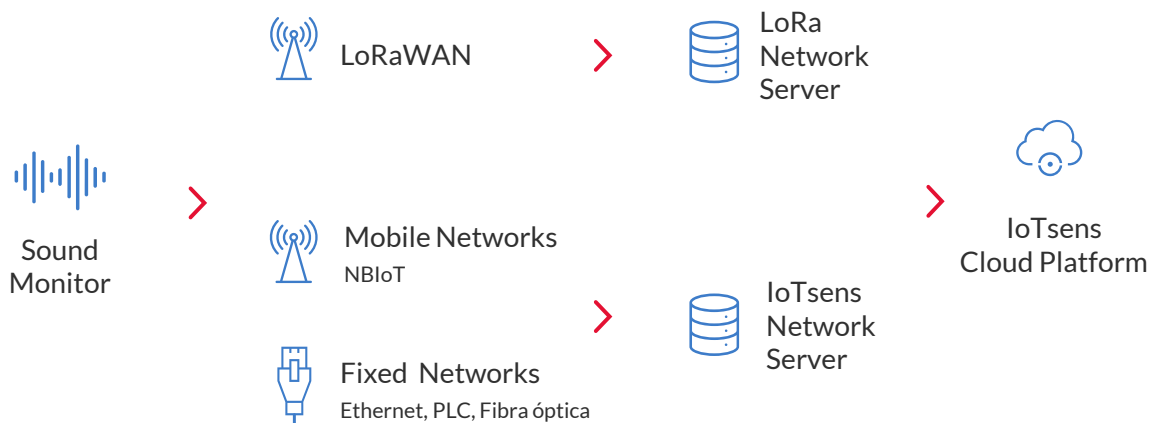 Sound
Monitor
LoRaWAN
Mobile Networks
NBIoT
Fixed Networks
Ethernet, PLC, Fibra óptica
LoRa
Network
Server
IoTsens
Network
Server
IoTsens
Cloud Platform